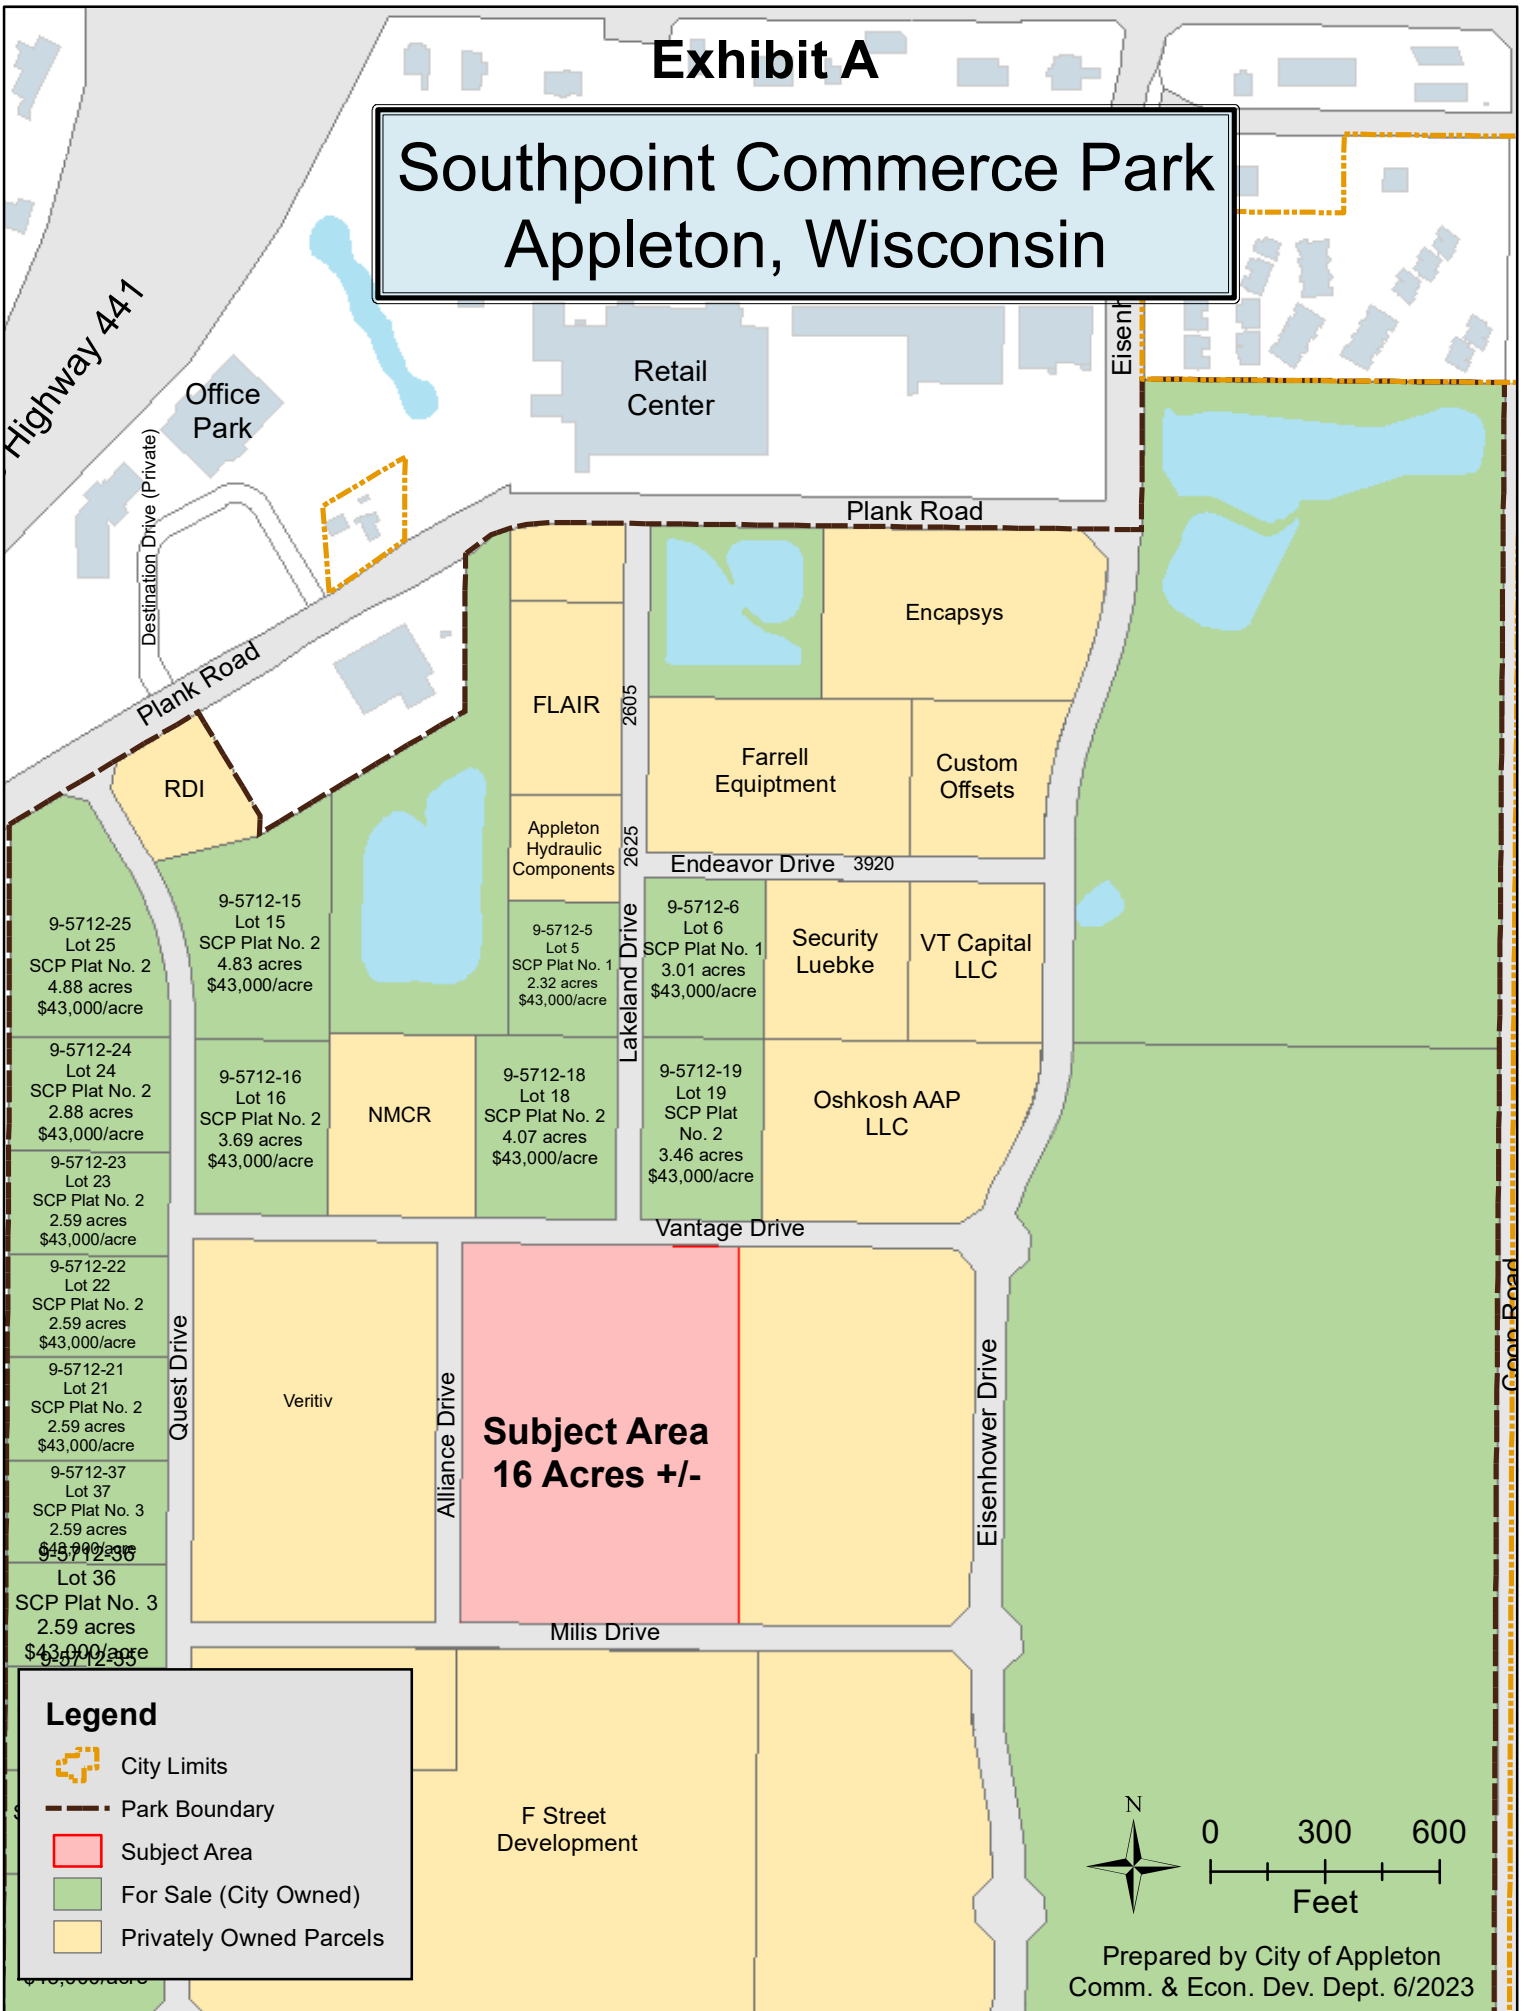 Exhibit A
Southpoint Commerce Park
Appleton, Wisconsin
Highway 441
Office
Park
Retail
Center
Destination Drive (Private)
Plank Road
Plank Road
RDI
FLAIR
2605
Encapsys
Farrell
Equiptment
Custom
Offsets
Appleton
Hydraulic
Components
2625
Endeavor Drive 3920
9-5712-25
Lot 25
SCP Plat No. 2
4.88 acres
$43,000/acre
9-5712-15
Lot 15
SCP Plat No. 2
4.83 acres
$43,000/acre
9-5712-5
Lot 5
SCP Plat No. 1
2.32 acres
$43,000/acre
Lakeland Drive
9-5712-6
Lot 6
SCP Plat No. 1
3.01 acres
$43,000/acre
Security
Luebke
VT Capital
LLC
9-5712-24
Lot 24
SCP Plat No. 2
2.88 acres
$43,000/acre
9-5712-16
Lot 16
SCP Plat No. 2
3.69 acres
$43,000/acre
NMCR
9-5712-18
Lot 18
SCP Plat No. 2
4.07 acres
$43,000/acre
9-5712-19
Lot 19
SCP Plat
No. 2
3.46 acres
$43,000/acre
Oshkosh AAP
LLC
9-5712-23
Lot 23
SCP Plat No. 2
2.59 acres
$43,000/acre
Vantage Drive
9-5712-22
Lot 22
SCP Plat No. 2
2.59 acres
$43,000/acre
9-5712-21
Lot 21
SCP Plat No. 2
2.59 acres
$43,000/acre
Quest Drive
Veritiv
Alliance Drive
Subject Area
16 Acres +/-
Eisenhower Drive
Coop Road
9-5712-37
Lot 37
SCP Plat No. 3
2.59 acres
$43,000/acre
9-5712-36
Lot 36
SCP Plat No. 3
2.59 acres
$43,000/acre
9-5712-35
Milis Drive
F Street
Development
Legend
City Limits
Park Boundary
Subject Area
For Sale (City Owned)
Privately Owned Parcels
N
0 300 600
Feet
Prepared by City of Appleton
Comm. & Econ. Dev. Dept. 6/2023